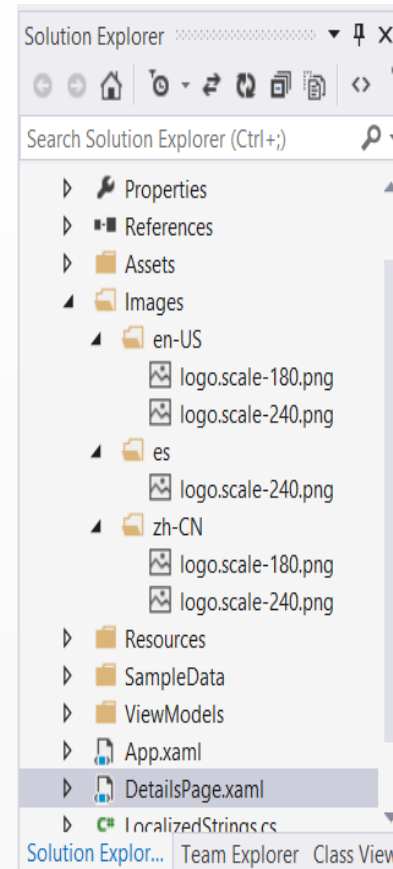 Solution Explorer
Search Solution Explorer (Ctrl+;)
Properties
References
Assets
Images
en-US
logo.scale-180.png
logo.scale-240.png
es
logo.scale-240.png
zh-CN
logo.scale-180.png
logo.scale-240.png
Resources
SampleData
ViewModels
App.xaml
DetailsPage.xaml
C# LocalizedStrings.cs
Solution Explor... Team Explorer Class View